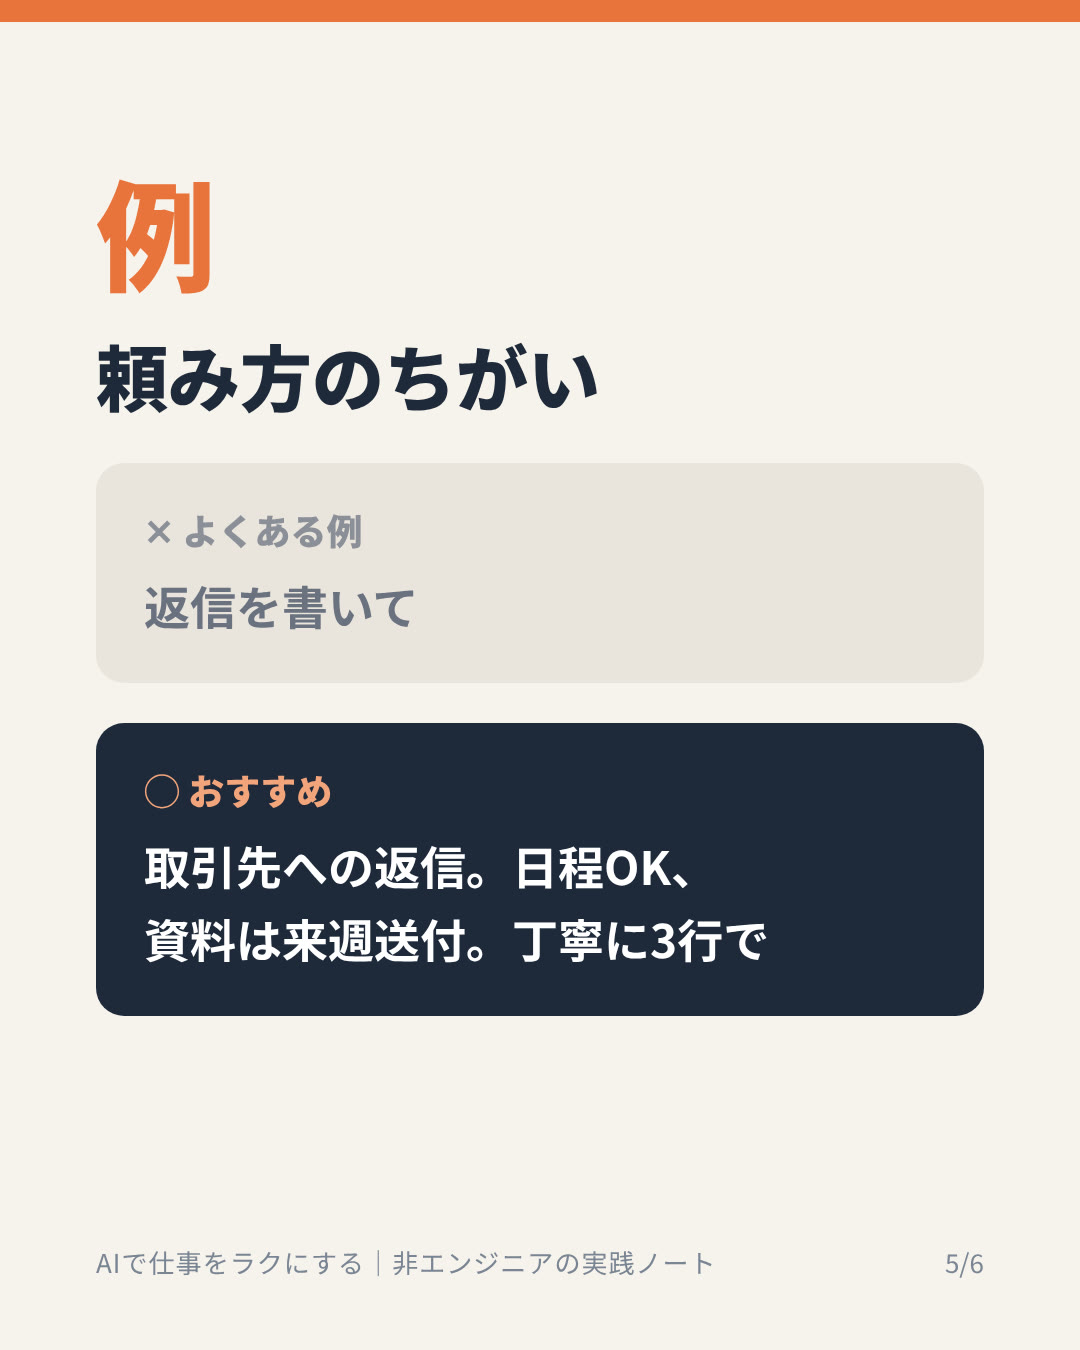 例
頼み方のちがい
× よくある例
返信を書いて
○ おすすめ
取引先への返信。日程OK、
資料は来週送付。丁寧に3行で
AIで仕事をラクにする｜非エンジニアの実践ノート
5/6